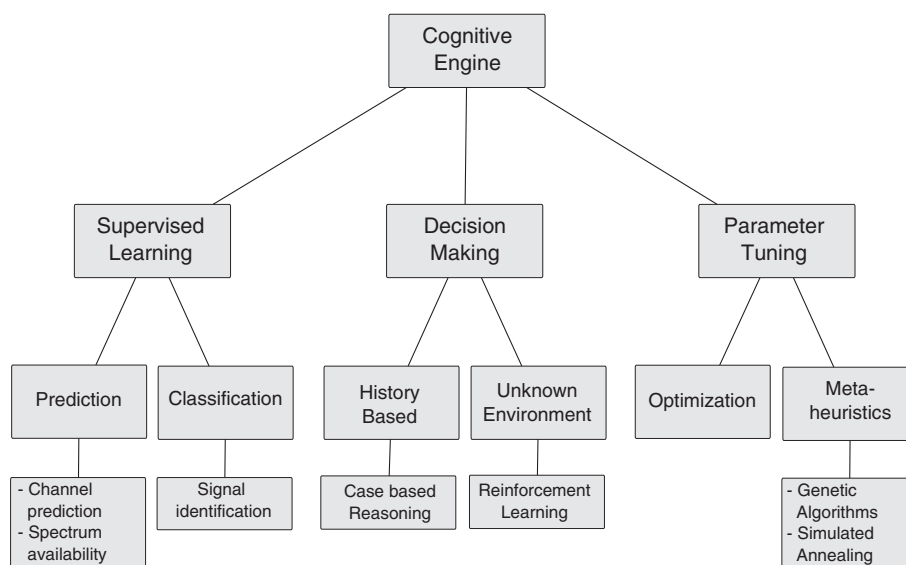 Cognitive
Engine
Supervised
Learning
Decision
Making
Parameter
Tuning
Prediction
Classification
History
Based
Unknown
Environment
Optimization
Meta-
heuristics
- Channel
prediction
- Spectrum
availability
Signal
identification
Case based
Reasoning
Reinforcement
Learning
- Genetic
Algorithms
- Simulated
Annealing